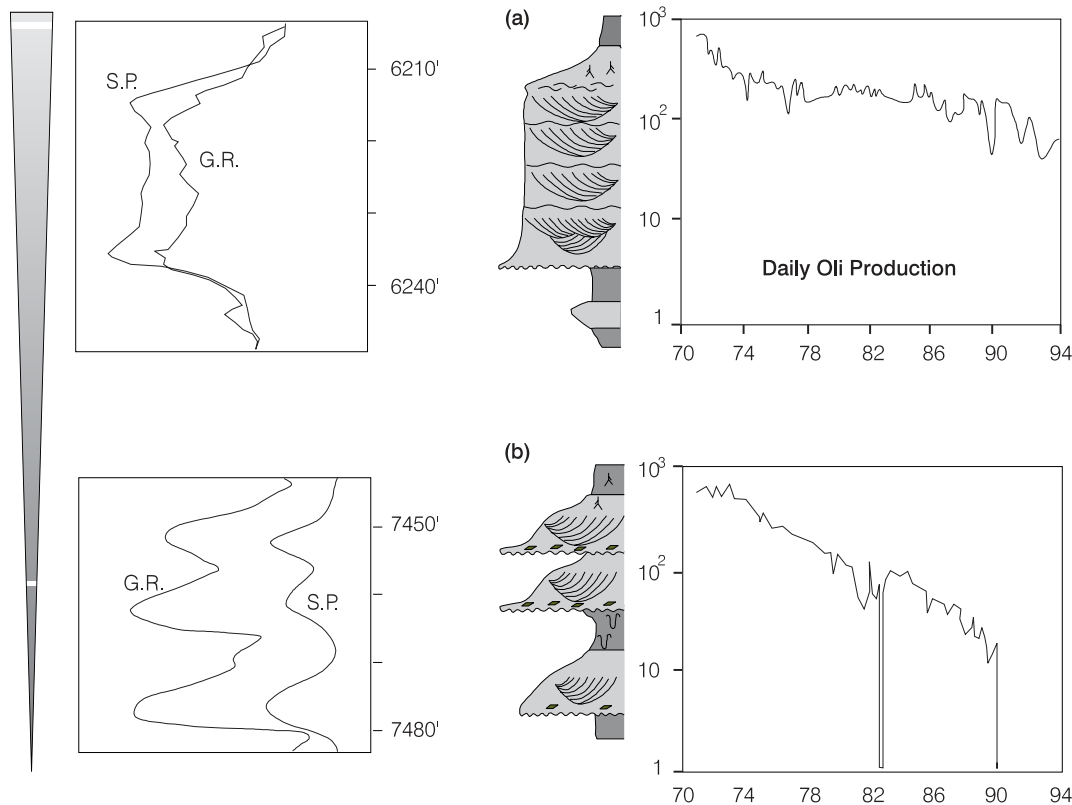 S.P.
G.R.
6210'
6240'
(a)
10³
10²
10
1
Daily Oli Production
70 74 78 82 86 90 94
G.R.
S.P.
7450'
7480'
(b)
10³
10²
10
1
70 74 78 82 86 90 94